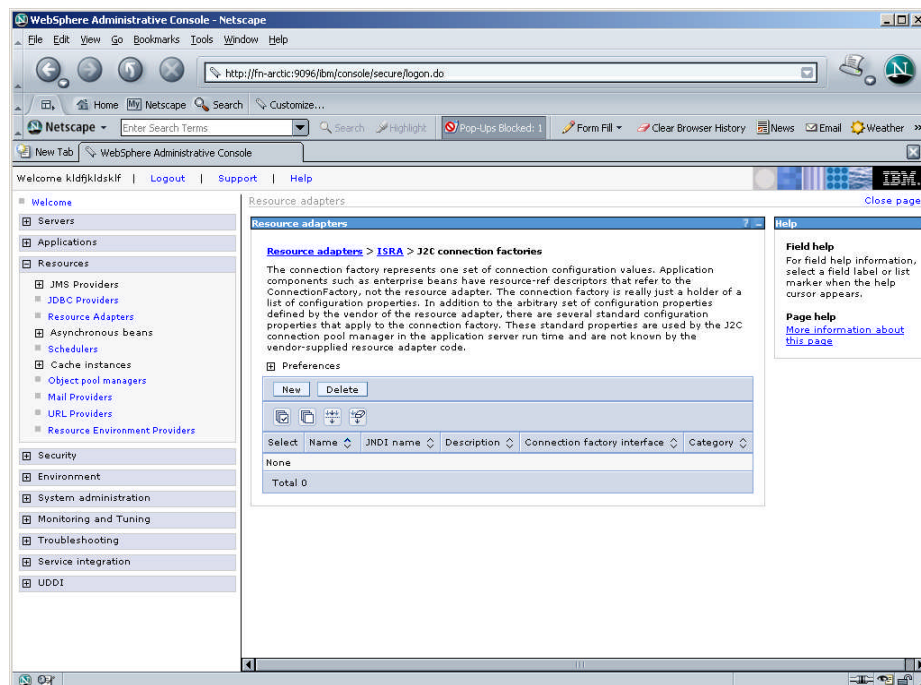 WebSphere Administrative Console - Netscape
File Edit View Go Bookmarks Tools Window Help
http://fn-arctic:9096/ibm/console/secure/logon.do
Home My Netscape Search Customize...
Netscape Enter Search Terms Search Highlight Pop-Ups Blocked: 1 Form Fill Clear Browser History News Email Weather »
New Tab WebSphere Administrative Console
Welcome kldfjkldsklf | Logout | Support | Help IBM.
Welcome
Servers
Applications
Resources
JMS Providers
JDBC Providers
Resource Adapters
Asynchronous beans
Schedulers
Cache instances
Object pool managers
Mail Providers
URL Providers
Resource Environment Providers
Security
Environment
System administration
Monitoring and Tuning
Troubleshooting
Service integration
UDDI
Resource adapters Close page
Resource adapters ? _
Resource adapters > ISRA > J2C connection factories
The connection factory represents one set of connection configuration values. Application
components such as enterprise beans have resource-ref descriptors that refer to the
ConnectionFactory, not the resource adapter. The connection factory is really just a holder of a
list of configuration properties. In addition to the arbitrary set of configuration properties
defined by the vendor of the resource adapter, there are several standard configuration
properties that apply to the connection factory. These standard properties are used by the J2C
connection pool manager in the application server run time and are not known by the
vendor-supplied resource adapter code.
Preferences
New Delete
Select Name JNDI name Description Connection factory interface Category
None
Total 0
Help
Field help
For field help information,
select a field label or list
marker when the help
cursor appears.
Page help
More information about
this page